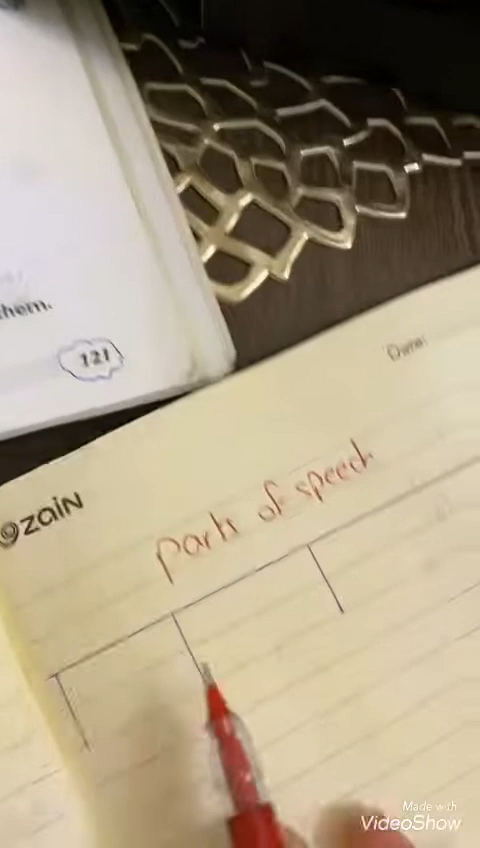 them.
121
Date:
zain
parts of speech
Made with
VideoShow